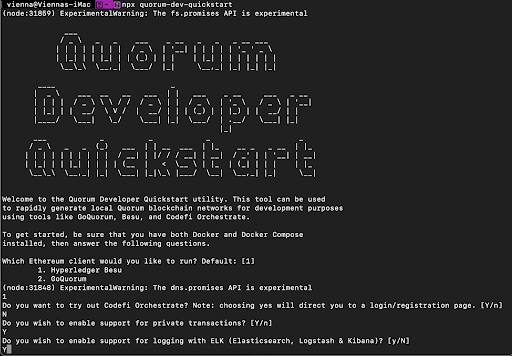 vienna@Viennas-iMac ~ npx quorum-dev-quickstart
(node:31859) ExperimentalWarning: The fs.promises API is experimental
Quorum
Developer
Quickstart
Welcome to the Quorum Developer Quickstart utility. This tool can be used
to rapidly generate local Quorum blockchain networks for development purposes
using tools like GoQuorum, Besu, and Codefi Orchestrate.
To get started, be sure that you have both Docker and Docker Compose
installed, then answer the following questions.
Which Ethereum client would you like to run? Default: [1]
1. Hyperledger Besu
2. GoQuorum
(node:31848) ExperimentalWarning: The dns.promises API is experimental
1
Do you want to try out Codefi Orchestrate? Note: choosing yes will direct you to a login/registration page. [Y/n]
N
Do you wish to enable support for private transactions? [Y/n]
Y
Do you wish to enable support for logging with ELK (Elasticsearch, Logstash & Kibana)? [y/N]
Y